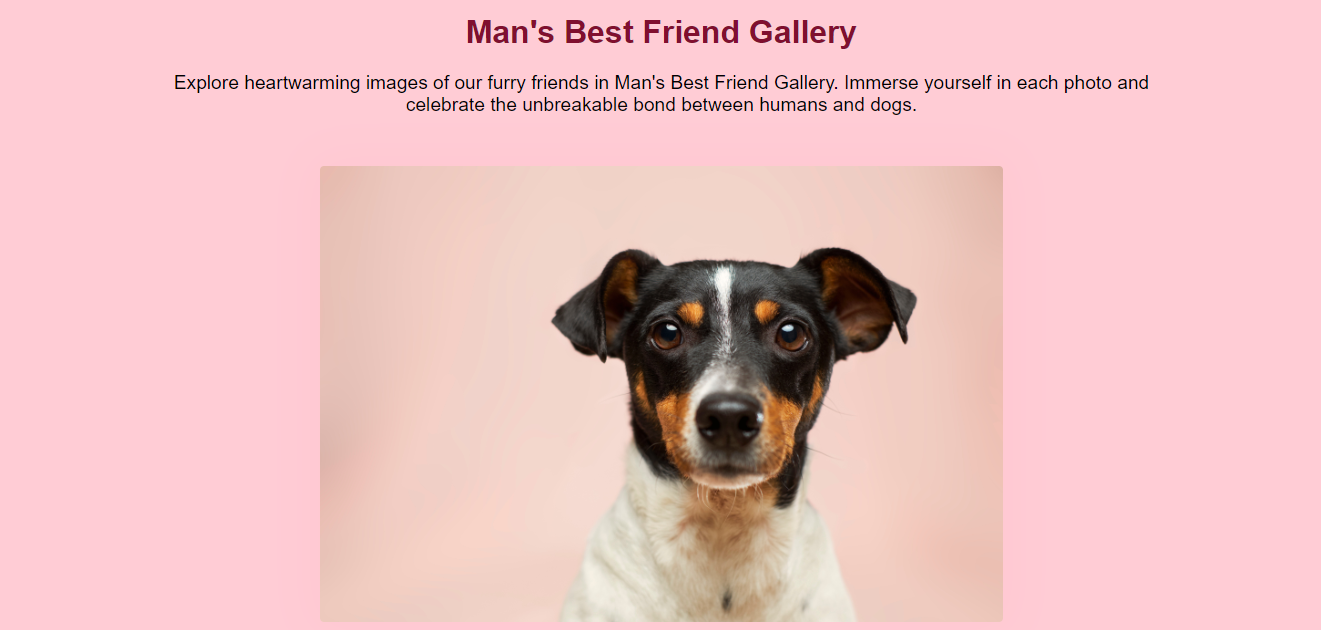 Man's Best Friend Gallery
Explore heartwarming images of our furry friends in Man's Best Friend Gallery. Immerse yourself in each photo and
celebrate the unbreakable bond between humans and dogs.